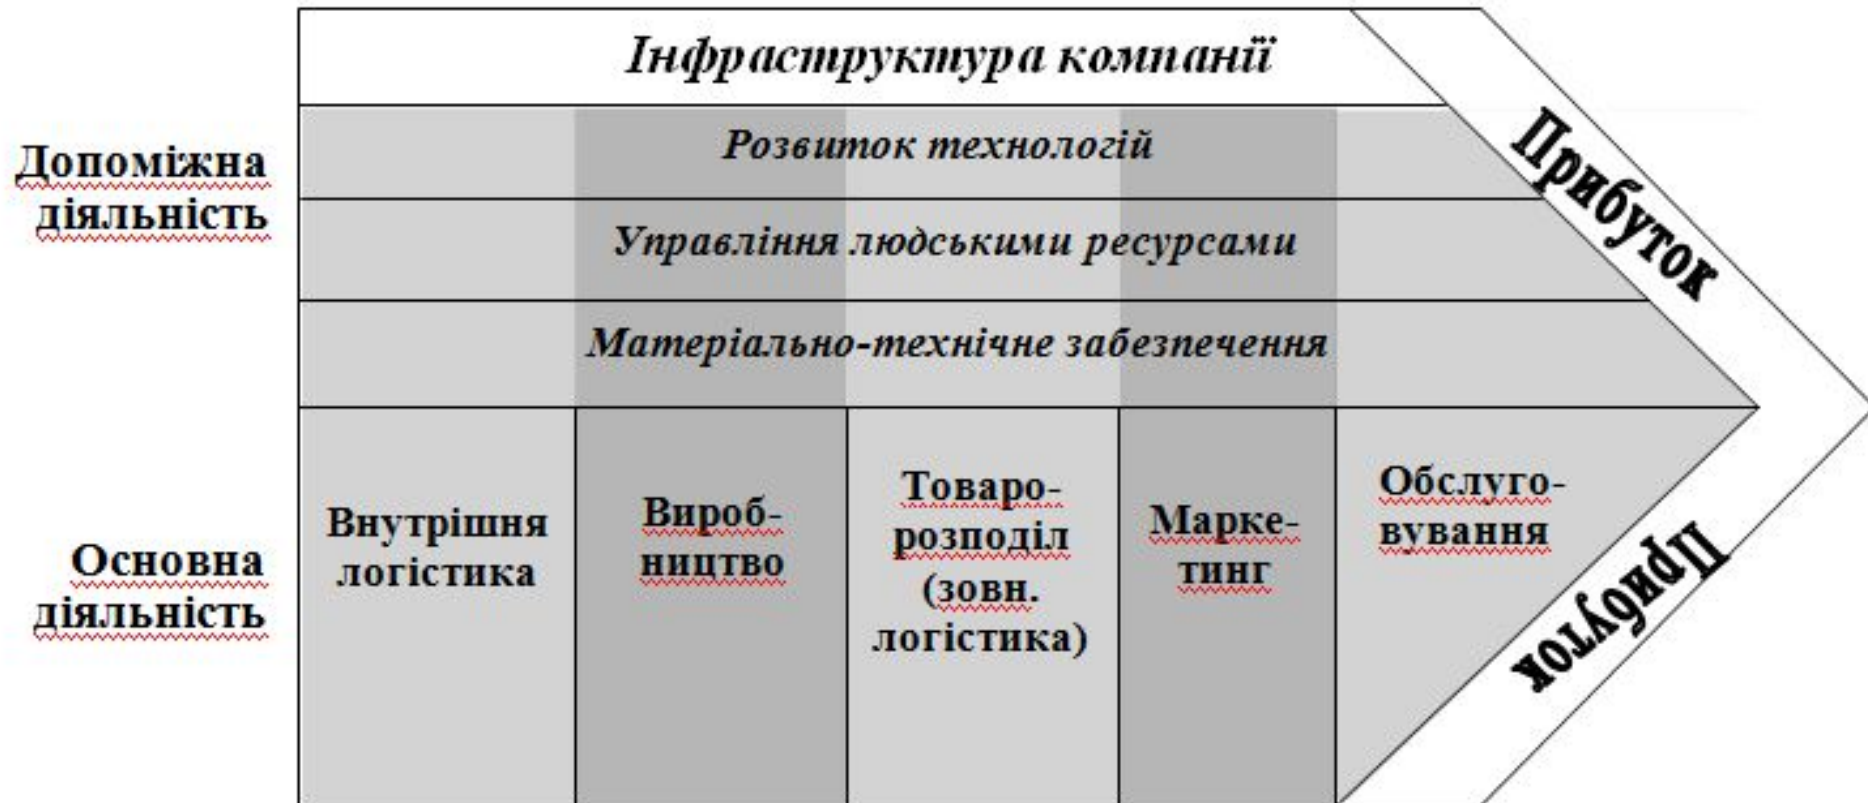 Інфраструктура компанії
Розвиток технологій
Допоміжна
діяльність
Управління людськими ресурсами
Матеріально-технічне забезпечення
Прибуток
Основна
діяльність
Внутрішня
логістика
Вироб-
ництво
Товаро-
розподіл
(зовн.
логістика)
Марке-
тинг
Обслуго-
вування
Прибуток